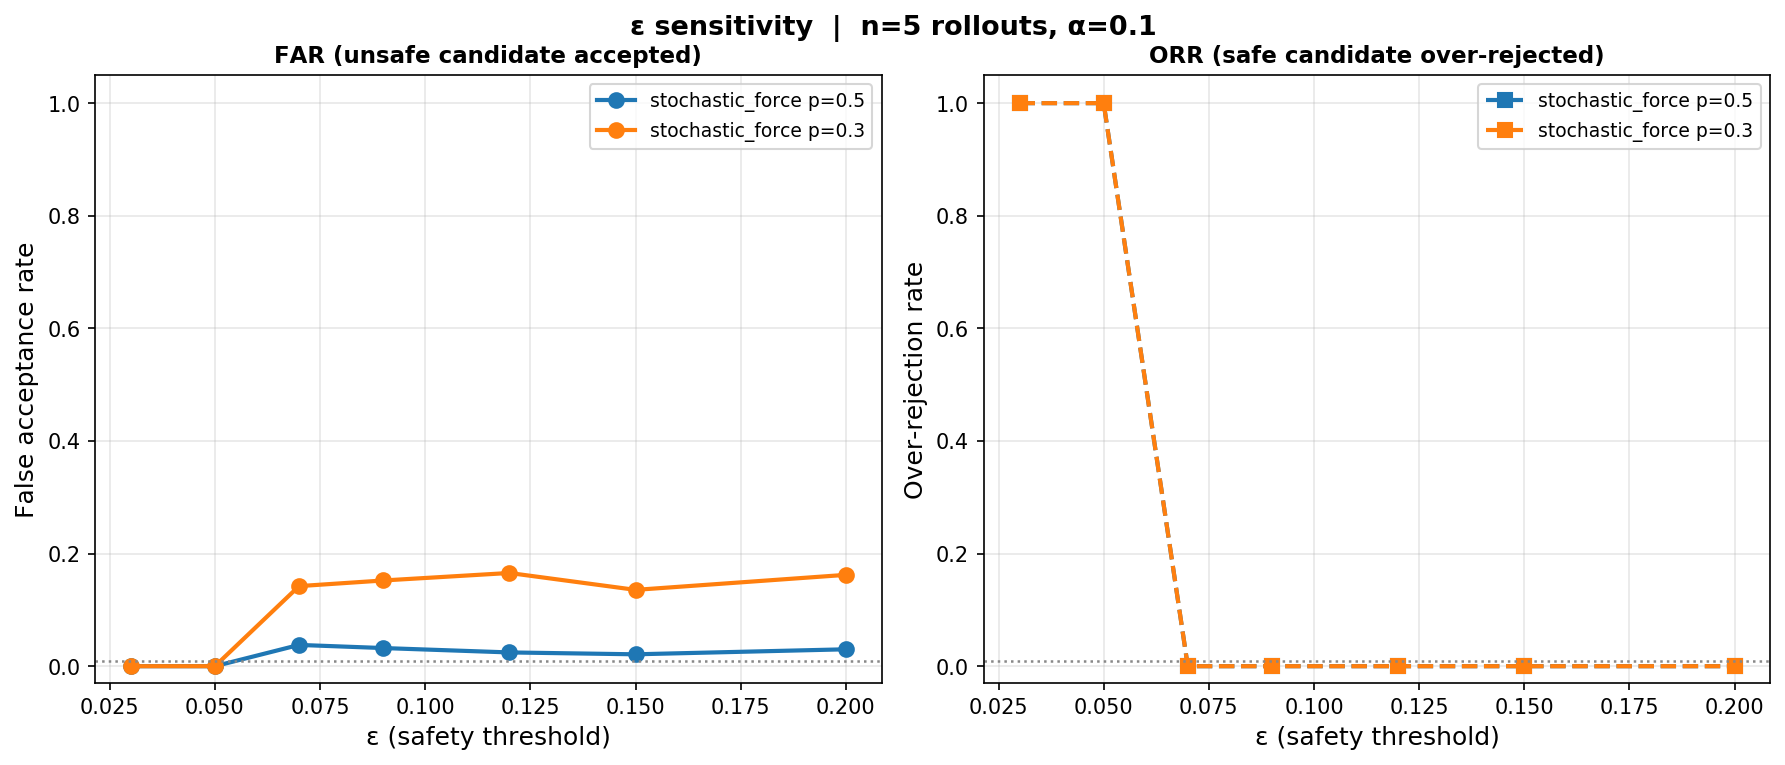 ε sensitivity | n=5 rollouts, α=0.1
FAR (unsafe candidate accepted)
stochastic_force p=0.5
stochastic_force p=0.3
False acceptance rate
1.0
0.8
0.6
0.4
0.2
0.0
0.025 0.050 0.075 0.100 0.125 0.150 0.175 0.200
ε (safety threshold)
ORR (safe candidate over-rejected)
stochastic_force p=0.5
stochastic_force p=0.3
Over-rejection rate
1.0
0.8
0.6
0.4
0.2
0.0
0.025 0.050 0.075 0.100 0.125 0.150 0.175 0.200
ε (safety threshold)